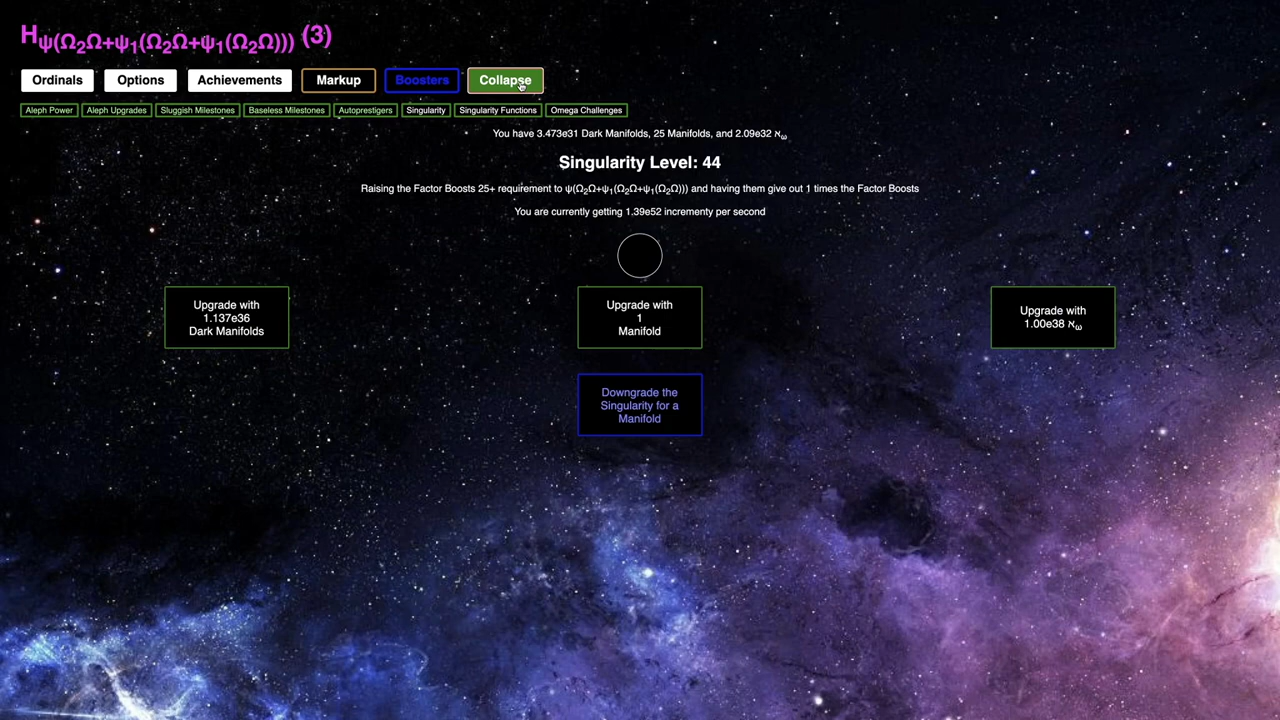 H_ψ(Ω₂Ω+ψ₁(Ω₂Ω+ψ₁(Ω₂Ω))) (3)
Ordinals Options Achievements Markup Boosters Collapse
Aleph Power Aleph Upgrades Sluggish Milestones Baseless Milestones Autoprestigers Singularity Singularity Functions Omega Challenges
You have 3.473e31 Dark Manifolds, 25 Manifolds, and 2.09e32 ℵω
Singularity Level: 44
Raising the Factor Boosts 25+ requirement to ψ(Ω₂Ω+ψ₁(Ω₂Ω+ψ₁(Ω₂Ω))) and having them give out 1 times the Factor Boosts
You are currently getting 1.39e52 incrementy per second
Upgrade with
1.137e36
Dark Manifolds
Upgrade with
1
Manifold
Upgrade with
1.00e38 ℵω
Downgrade the
Singularity for a
Manifold